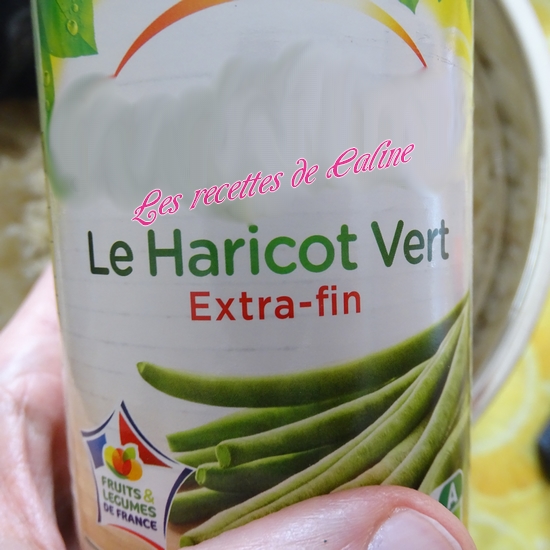 Les recettes de Caline
Le Haricot Vert
Extra-fin
FRUITS &
LÉGUMES
DE FRANCE
A